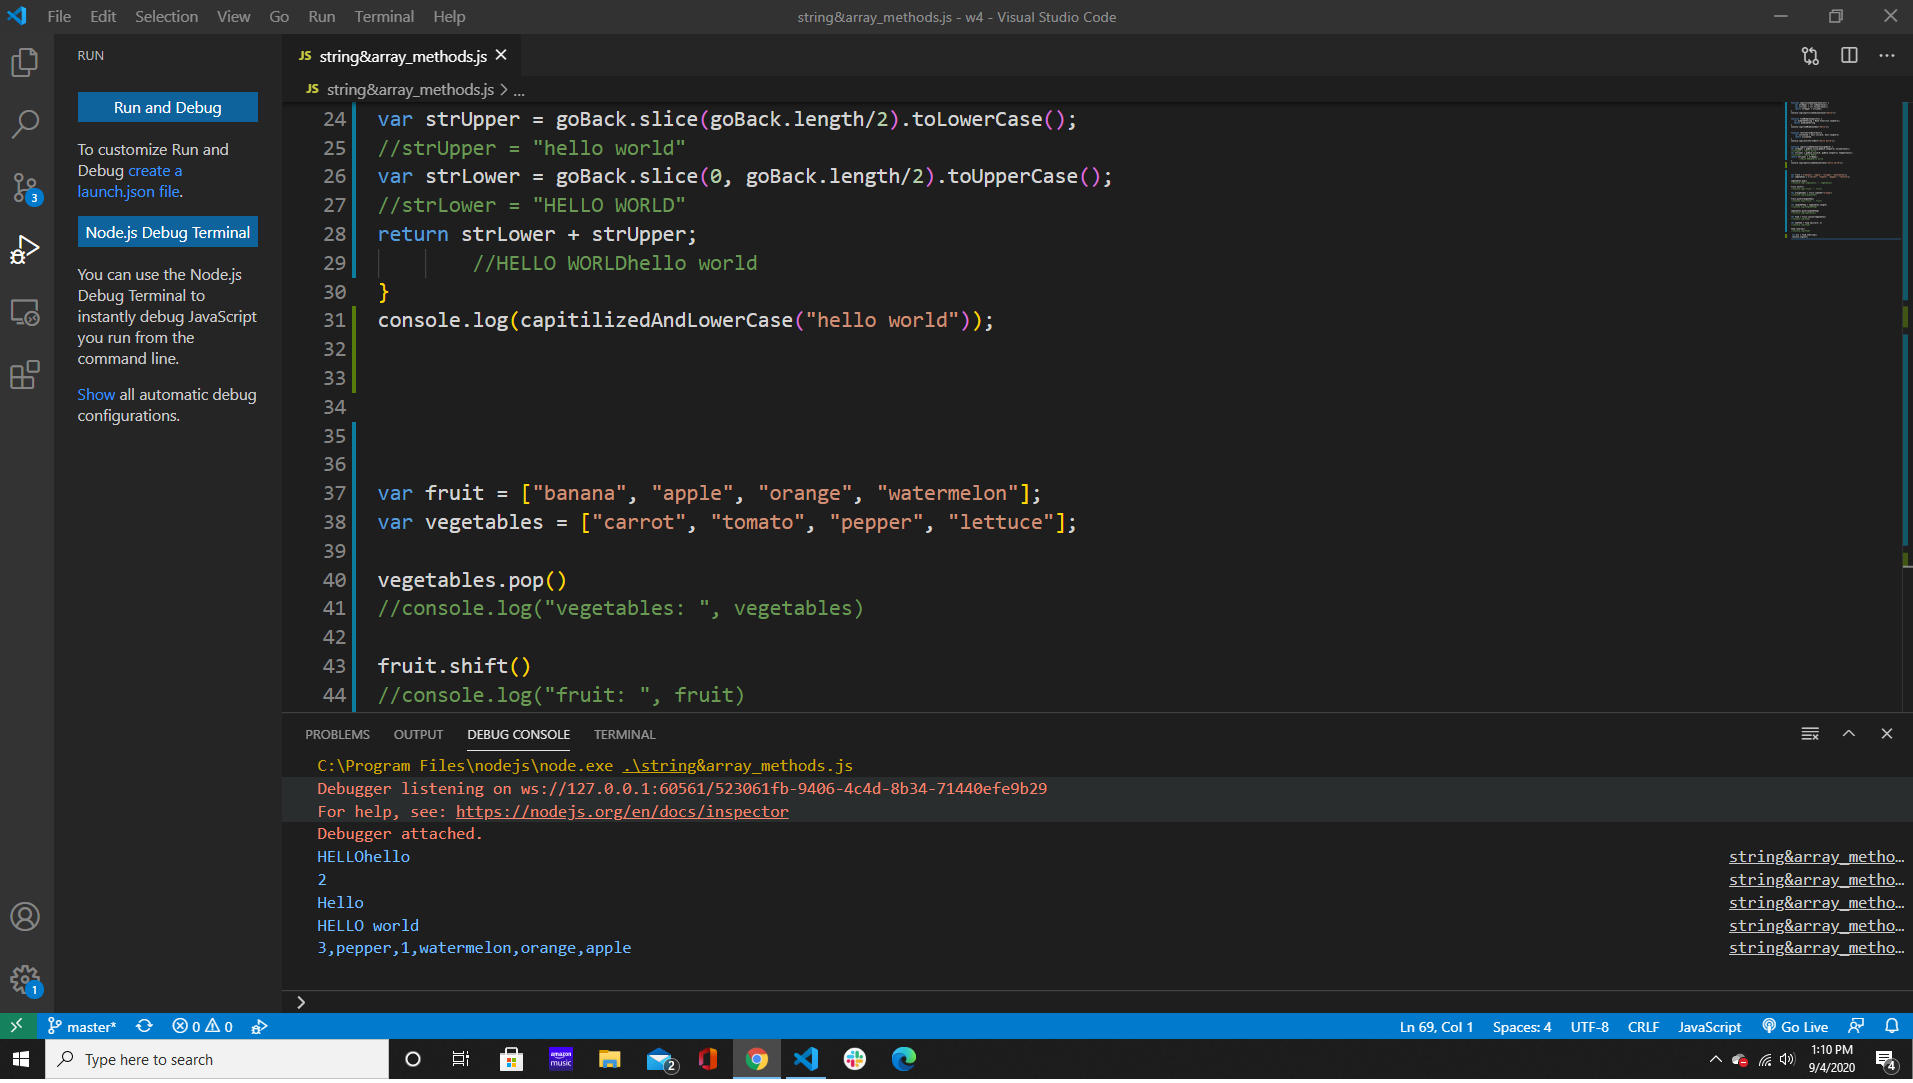 File Edit Selection View Go Run Terminal Help
string&array_methods.js - w4 - Visual Studio Code
RUN
Run and Debug
To customize Run and
Debug create a
launch.json file.
Node.js Debug Terminal
You can use the Node.js
Debug Terminal to
instantly debug JavaScript
you run from the
command line.
Show all automatic debug
configurations.
3
1
JS string&array_methods.js
JS string&array_methods.js > ...
24 var strUpper = goBack.slice(goBack.length/2).toLowerCase();
25 //strUpper = "hello world"
26 var strLower = goBack.slice(0, goBack.length/2).toUpperCase();
27 //strLower = "HELLO WORLD"
28 return strLower + strUpper;
29 //HELLO WORLDhello world
30 }
31 console.log(capitilizedAndLowerCase("hello world"));
32
33
34
35
36
37 var fruit = ["banana", "apple", "orange", "watermelon"];
38 var vegetables = ["carrot", "tomato", "pepper", "lettuce"];
39
40 vegetables.pop()
41 //console.log("vegetables: ", vegetables)
42
43 fruit.shift()
44 //console.log("fruit: ", fruit)
PROBLEMS OUTPUT DEBUG CONSOLE TERMINAL
C:\Program Files\nodejs\node.exe .\string&array_methods.js
Debugger listening on ws://127.0.0.1:60561/523061fb-9406-4c4d-8b34-71440efe9b29
For help, see: https://nodejs.org/en/docs/inspector
Debugger attached.
HELLOhello string&array_metho…
2 string&array_metho…
Hello string&array_metho…
HELLO world string&array_metho…
3,pepper,1,watermelon,orange,apple string&array_metho…
master* 0 0 Ln 69, Col 1 Spaces: 4 UTF-8 CRLF JavaScript Go Live
Type here to search
amazon music
2
1:10 PM
9/4/2020
4